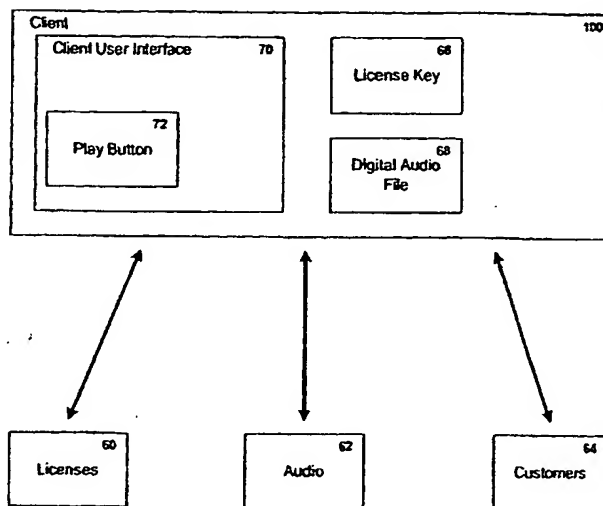 Client
100
Client User Interface
70
66
License Key
72
Play Button
68
Digital Audio
File
60
Licenses
62
Audio
64
Customers